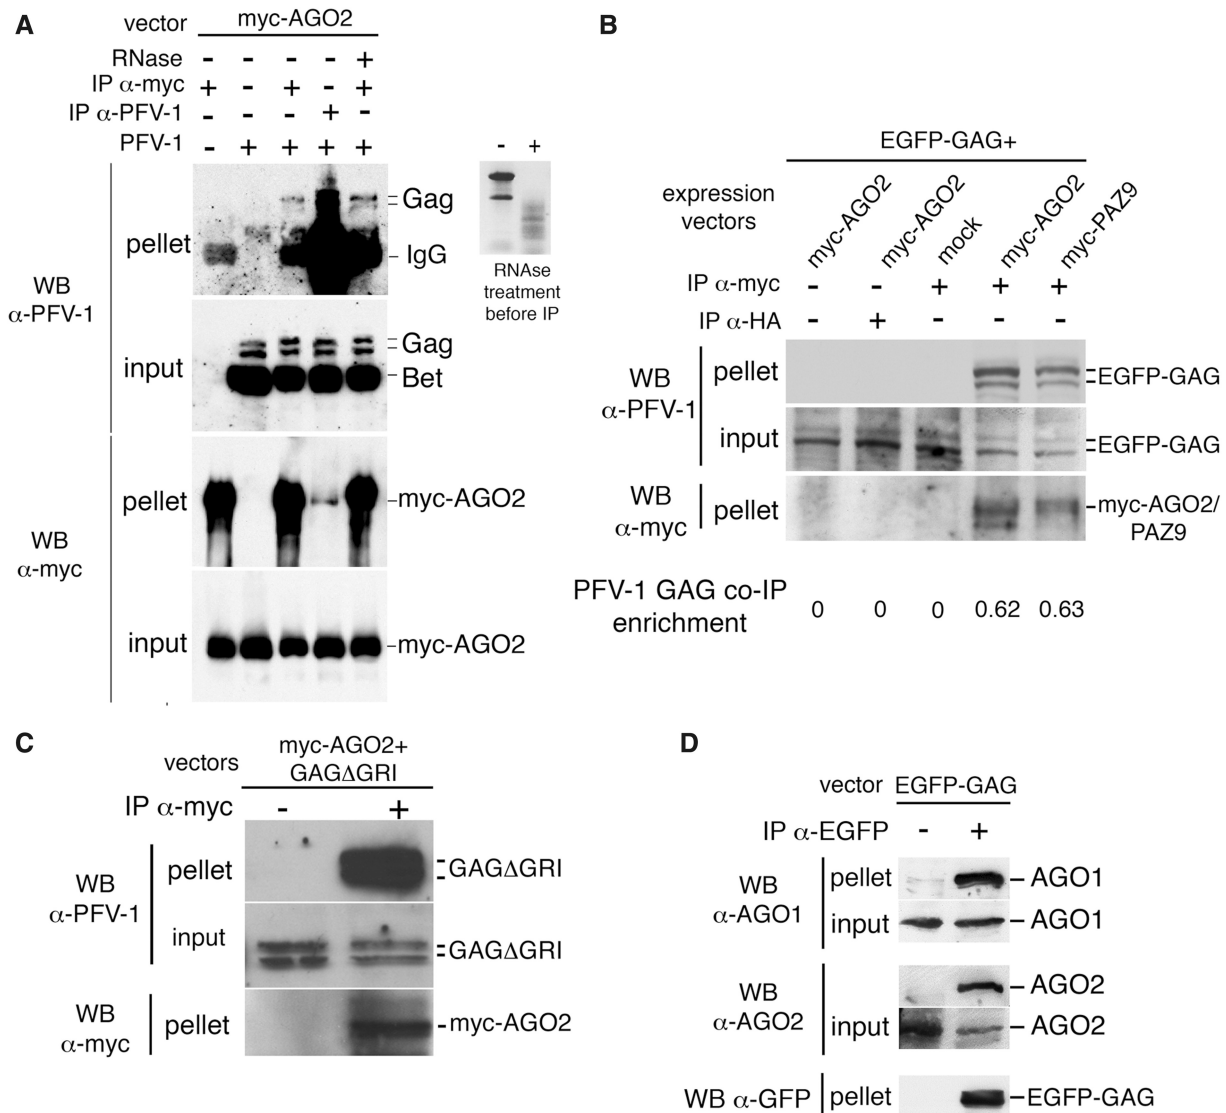 A
vector myc-AGO2
RNase - - - - +
IP α-myc + - + - +
IP α-PFV-1 - - - + -
PFV-1 - + + + +
WB
α-PFV-1
pellet
Gag
IgG
input
Gag
Bet
- +
RNAse
treatment
before IP
WB
α-myc
pellet
myc-AGO2
input
myc-AGO2
B
EGFP-GAG+
expression
vectors
myc-AGO2 myc-AGO2 mock myc-AGO2 myc-PAZ9
IP α-myc - - + + +
IP α-HA - + - - -
WB
α-PFV-1
pellet
EGFP-GAG
input
EGFP-GAG
WB
α-myc
pellet
myc-AGO2/
PAZ9
PFV-1 GAG co-IP
enrichment
0 0 0 0.62 0.63
C
vectors
myc-AGO2+
GAGΔGRI
IP α-myc - +
WB
α-PFV-1
pellet
GAGΔGRI
input
GAGΔGRI
WB
α-myc
pellet
myc-AGO2
D
vector EGFP-GAG
IP α-EGFP - +
WB
α-AGO1
pellet AGO1
input AGO1
WB
α-AGO2
AGO2
input AGO2
WB α-GFP pellet EGFP-GAG